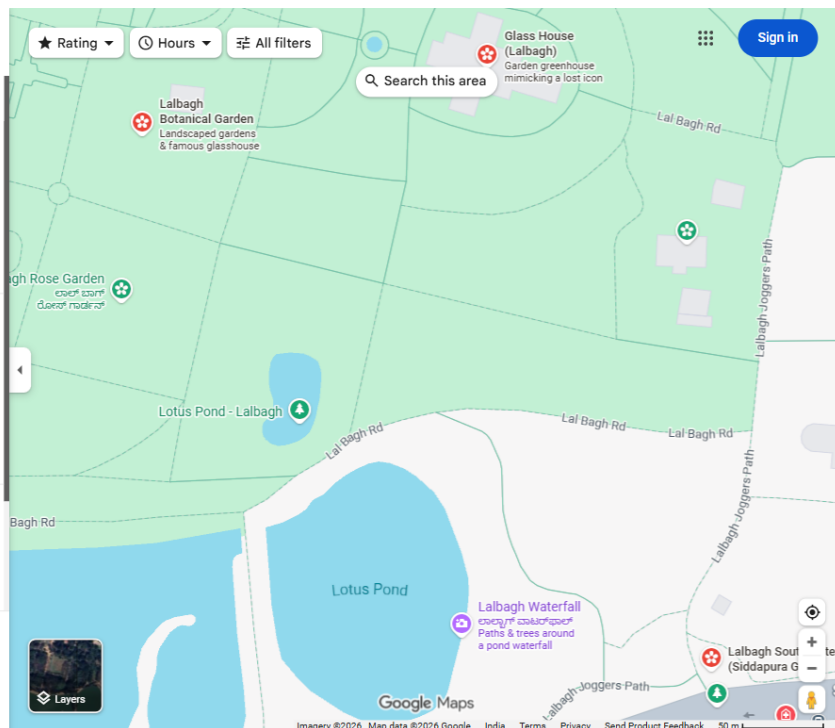 Rating
Hours
All filters
Glass House
(Lalbagh)
Garden greenhouse
mimicking a lost icon
Sign in
Search this area
Lalbagh
Botanical Garden
Landscaped gardens
& famous glasshouse
Lal Bagh Rd
Lalbagh Joggers Path
agh Rose Garden
ಲಾಲ್ ಬಾಗ್
ರೋಸ್ ಗಾರ್ಡನ್
Lotus Pond - Lalbagh
Lal Bagh Rd
Lal Bagh Rd
Lal Bagh Rd
Lalbagh Joggers Path
Bagh Rd
Lotus Pond
Lalbagh Waterfall
ಲಾಲ್ಬಾಗ್ ವಾಟರ್‌ಫಾಲ್
Paths & trees around
a pond waterfall
Lalbagh Sout
te
(Siddapura G
Lalbagh Joggers Path
Layers
Google Maps
Imagery ©2026 Map data ©2026 Google India Terms Privacy Send Product Feedback 50 m